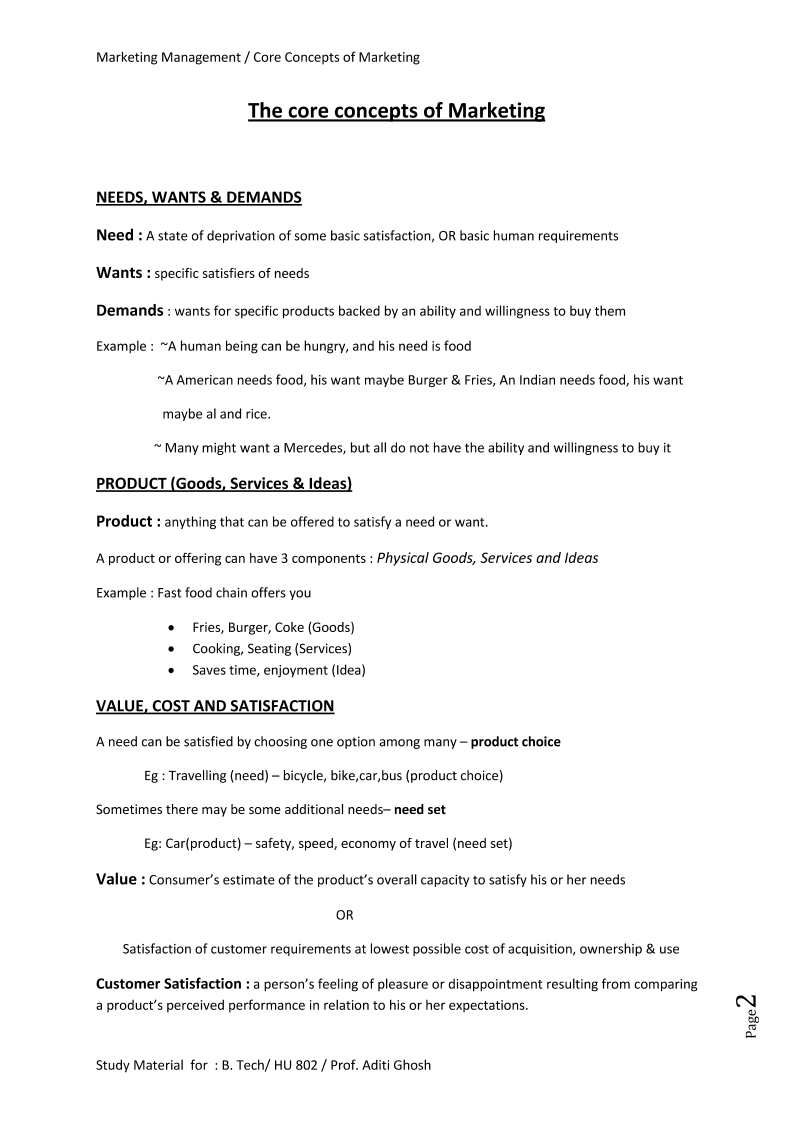 Marketing Management / Core Concepts of Marketing
The core concepts of Marketing
NEEDS, WANTS & DEMANDS
Need : A state of deprivation of some basic satisfaction, OR basic human requirements
Wants : specific satisfiers of needs
Demands : wants for specific products backed by an ability and willingness to buy them
Example :  ~A human being can be hungry, and his need is food
~A American needs food, his want maybe Burger & Fries, An Indian needs food, his want
maybe al and rice.
~ Many might want a Mercedes, but all do not have the ability and willingness to buy it
PRODUCT (Goods, Services & Ideas)
Product : anything that can be offered to satisfy a need or want.
A product or offering can have 3 components : Physical Goods, Services and Ideas
Example : Fast food chain offers you
• Fries, Burger, Coke (Goods)
• Cooking, Seating (Services)
• Saves time, enjoyment (Idea)
VALUE, COST AND SATISFACTION
A need can be satisfied by choosing one option among many – product choice
Eg : Travelling (need) – bicycle, bike,car,bus (product choice)
Sometimes there may be some additional needs– need set
Eg: Car(product) – safety, speed, economy of travel (need set)
Value : Consumer’s estimate of the product’s overall capacity to satisfy his or her needs
OR
Satisfaction of customer requirements at lowest possible cost of acquisition, ownership & use
Customer Satisfaction : a person’s feeling of pleasure or disappointment resulting from comparing
a product’s perceived performance in relation to his or her expectations.
Page 2
Study Material  for  : B. Tech/ HU 802 / Prof. Aditi Ghosh